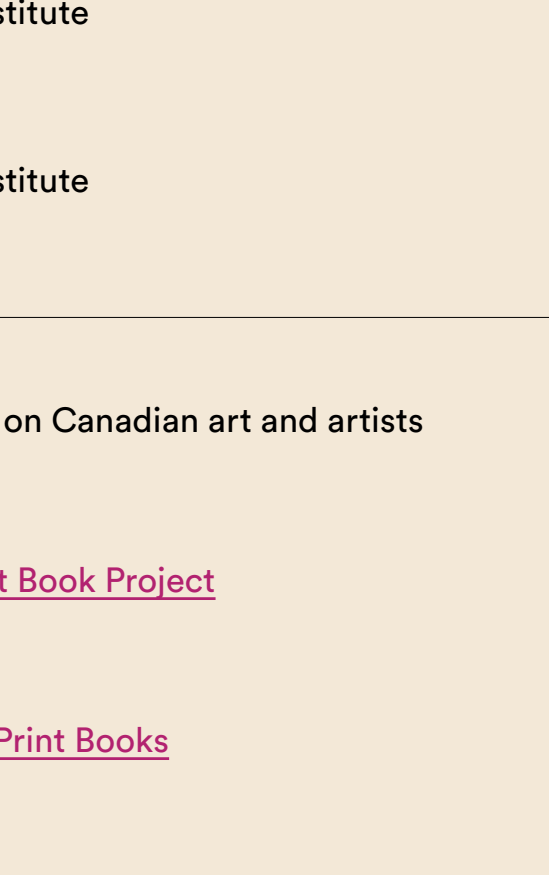 stitute
stitute
on Canadian art and artists
t Book Project
Print Books